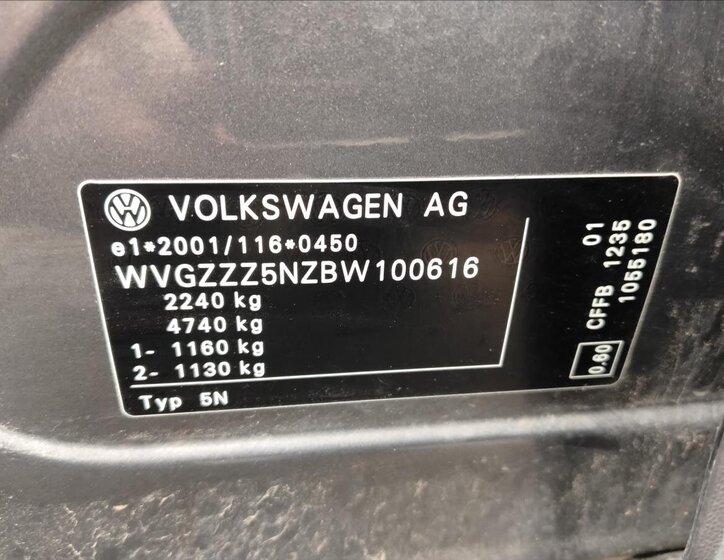 VOLKSWAGEN AG
e1*2001/116*0450
WVGZZZ5NZBW100616
2240 kg
4740 kg
1- 1160 kg
2- 1130 kg
Typ 5N
01
CFFB 1235
0.60 1055180